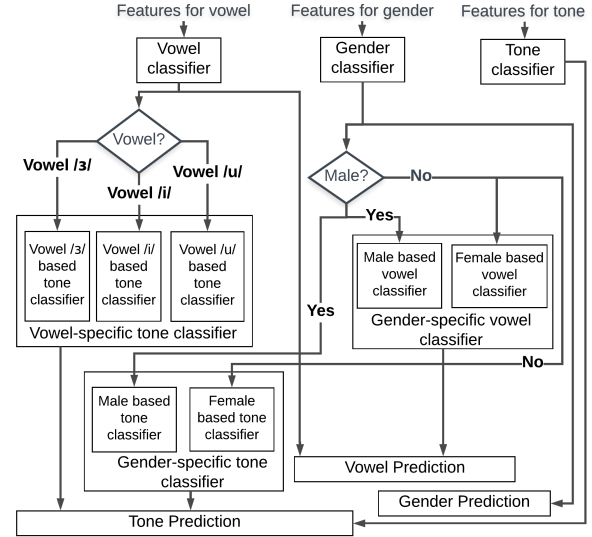 Features for vowel
Features for gender
Features for tone
Vowel
classifier
Gender
classifier
Tone
classifier
Vowel?
Male?
No
Vowel /ɜ/
Vowel /i/
Vowel /u/
Yes
Vowel /ɜ/
based
tone
classifier
Vowel /i/
based
tone
classifier
Vowel /u/
based
tone
classifier
Vowel-specific tone classifier
Male based
vowel
classifier
Female based
vowel
classifier
Gender-specific vowel
classifier
Yes
No
Male based
tone
classifier
Female
based tone
classifier
Gender-specific tone
classifier
Vowel Prediction
Gender Prediction
Tone Prediction